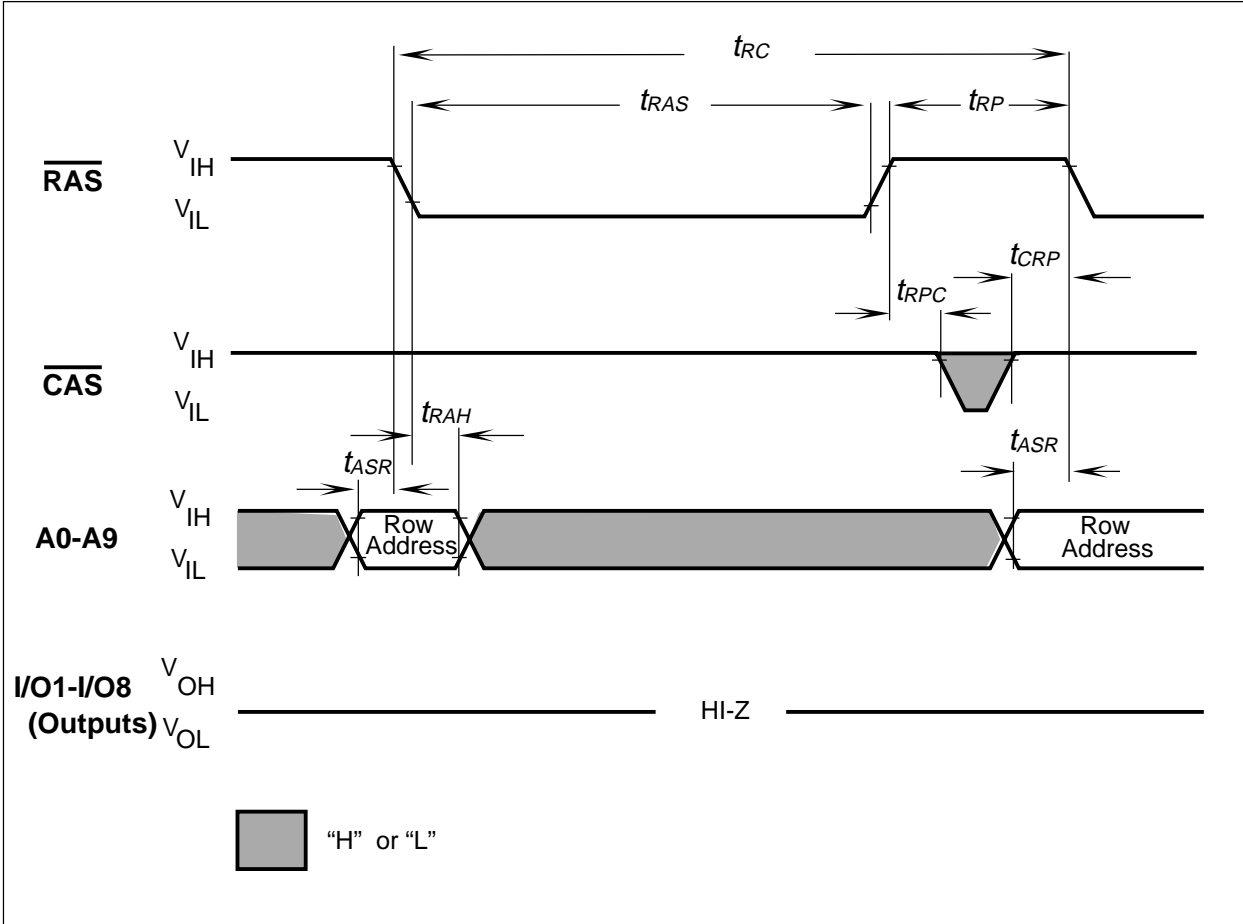 tRC
tRAS
tRP
RAS
VIH
VIL
tCRP
tRPC
CAS
VIH
VIL
tRAH
tASR
tASR
A0-A9
VIH
VIL
Row
Address
Row
Address
I/O1-I/O8
(Outputs)
VOH
VOL
HI-Z
“H” or “L”